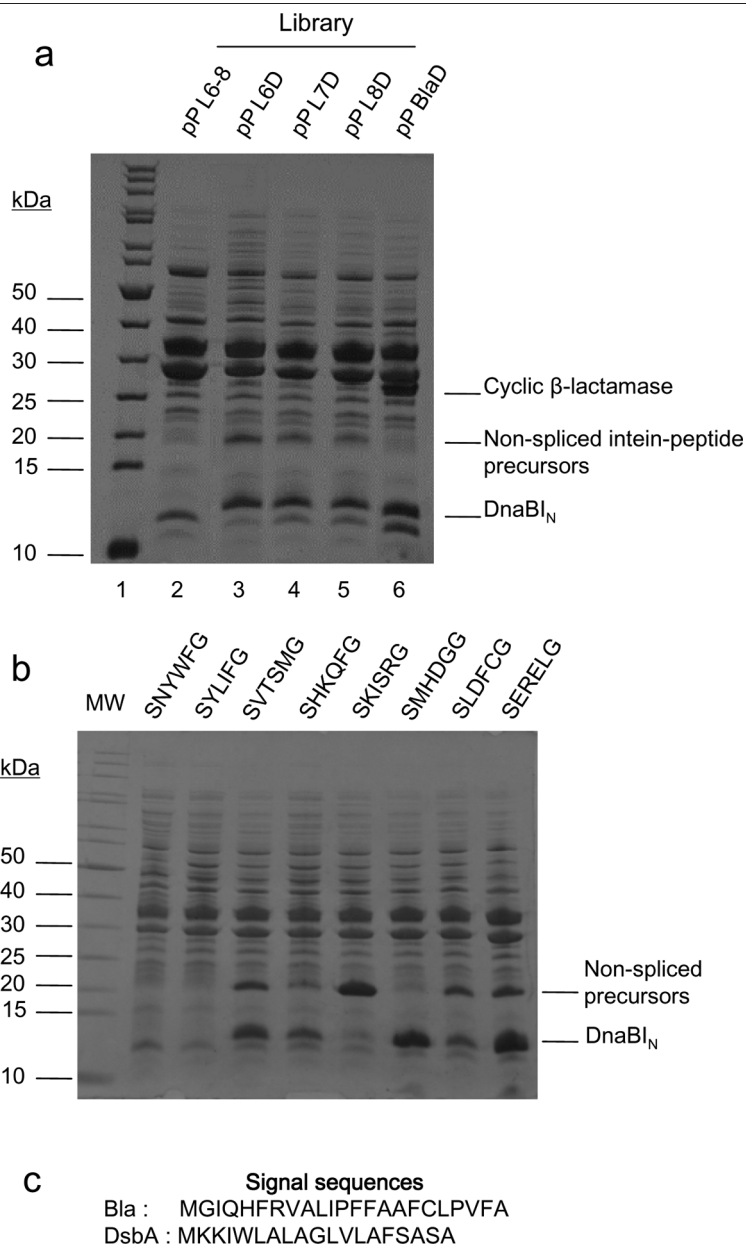 a
Library
pPL6-8
pPL6D
pPL7D
pPL8D
pPBlaD
kDa
50
40
30
25
20
15
10
Cyclic β-lactamase
Non-spliced intein-peptide
precursors
DnaBI_N
1 2 3 4 5 6
b
MW
SNYWFG
SYLIFG
SVTSMG
SHKQFG
SKISRG
SMHDGG
SLDFCG
SERELG
kDa
50
40
30
25
20
15
10
Non-spliced
precursors
DnaBI_N
c
Signal sequences
Bla : MGIQHFRVALIPFFAAFCLPVFA
DsbA : MKKIWLALAGLVLAFSASA